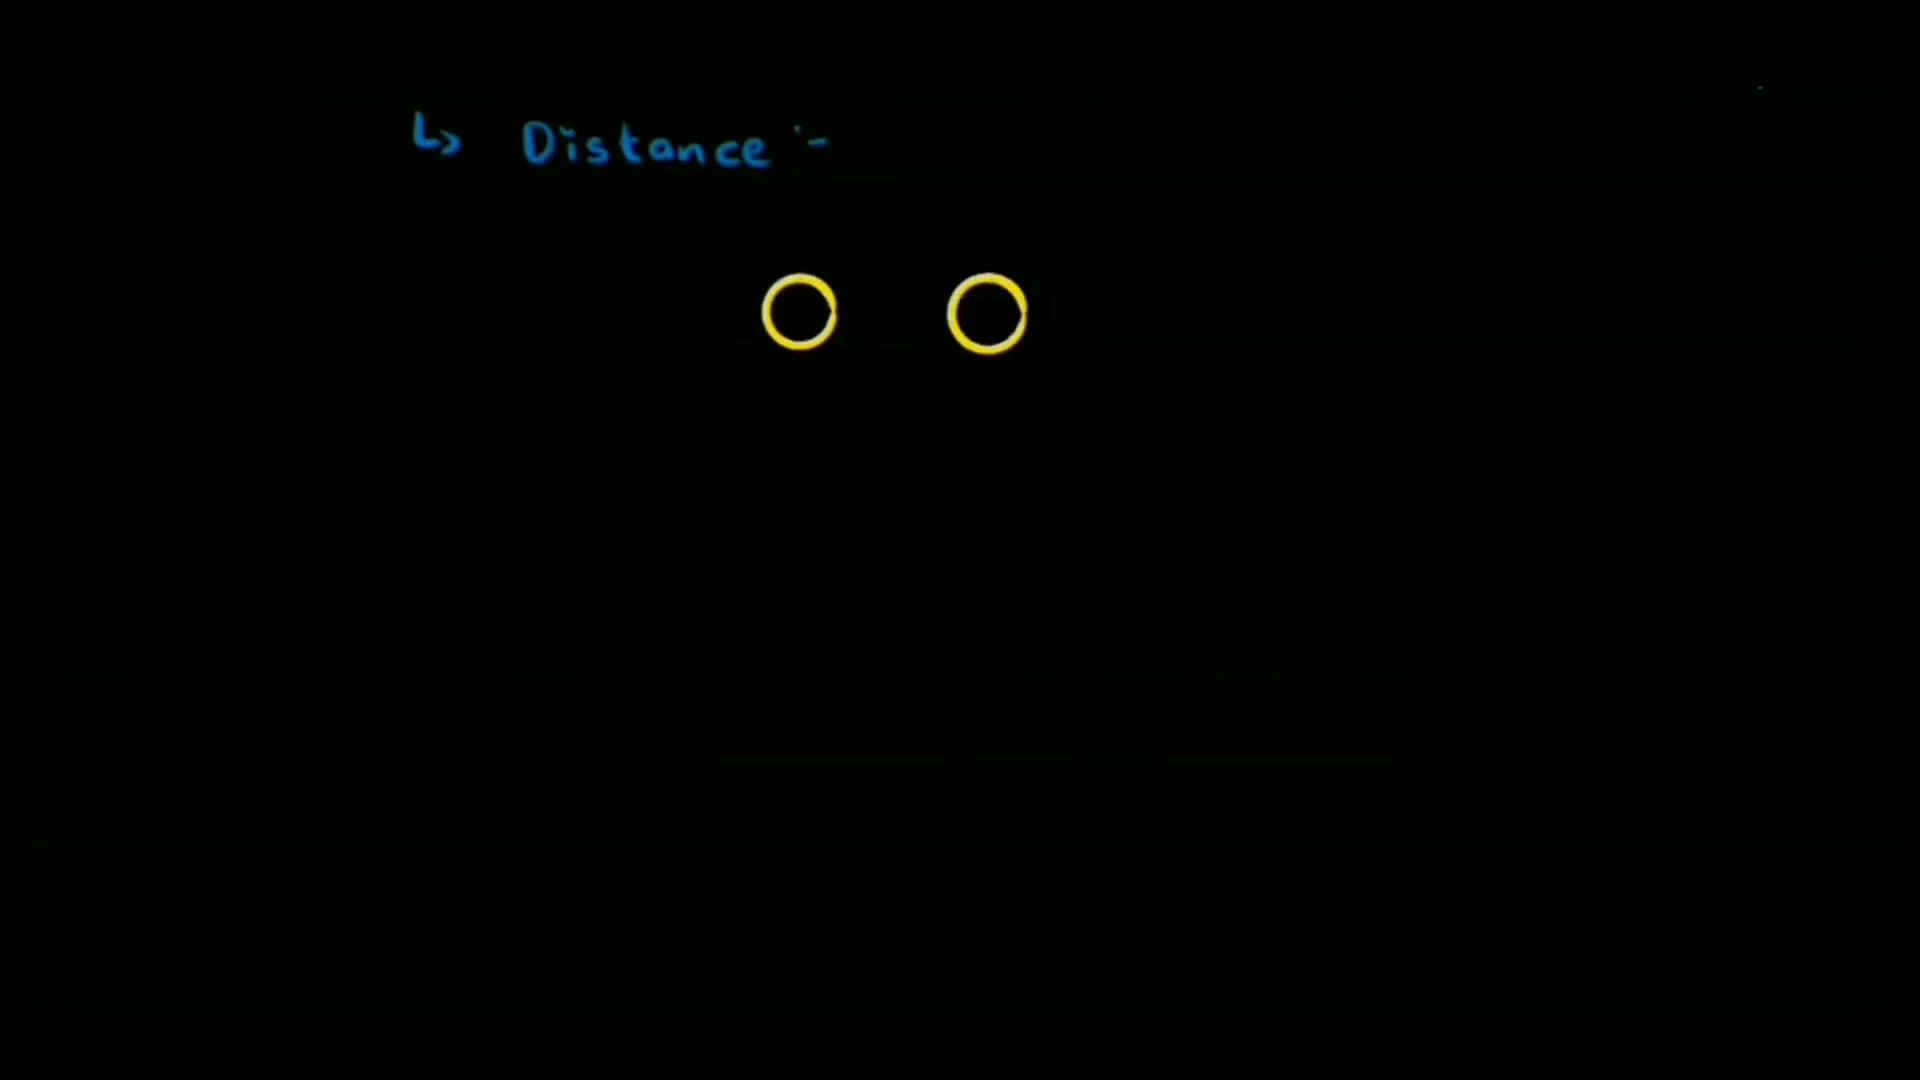 ↳ Distance :-